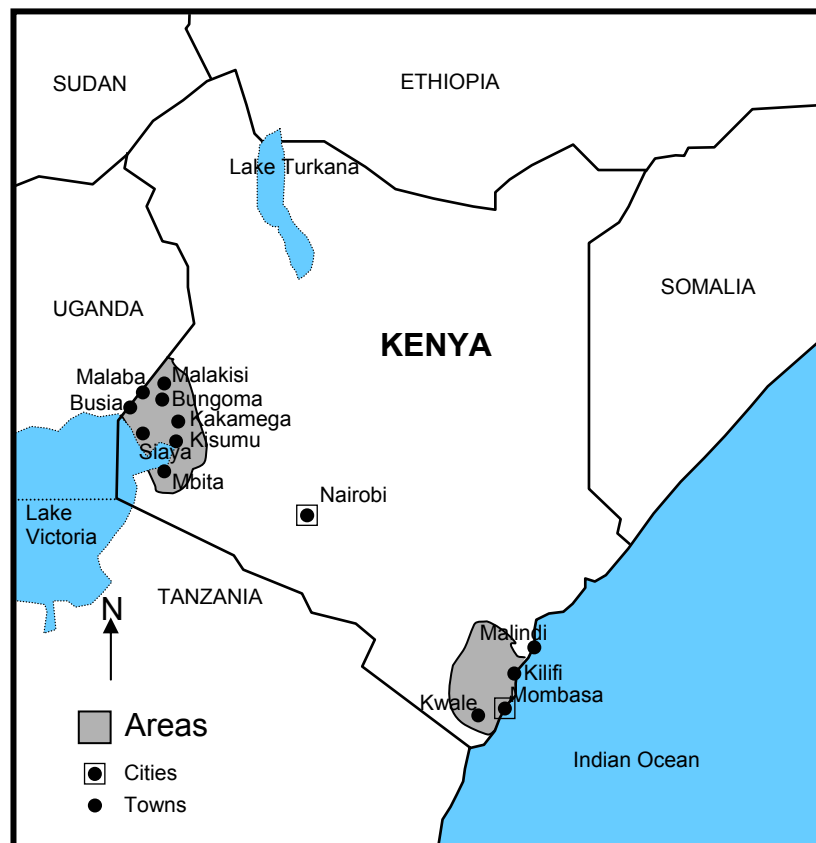 SUDAN
ETHIOPIA
Lake Turkana
SOMALIA
UGANDA
KENYA
Malaba
Malakisi
Busia
Bungoma
Kakamega
Kisumu
Siaya
Mbita
Nairobi
Lake
Victoria
TANZANIA
N
Malindi
Kilifi
Mombasa
Kwale
Areas
Indian Ocean
Cities
Towns